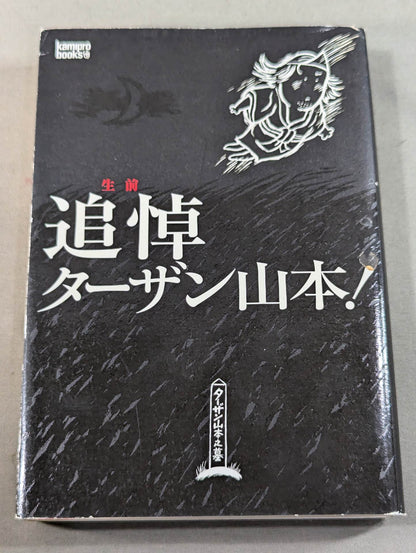 kamipro
books
生前
追悼
ターザン山本!
ターザン山本之墓